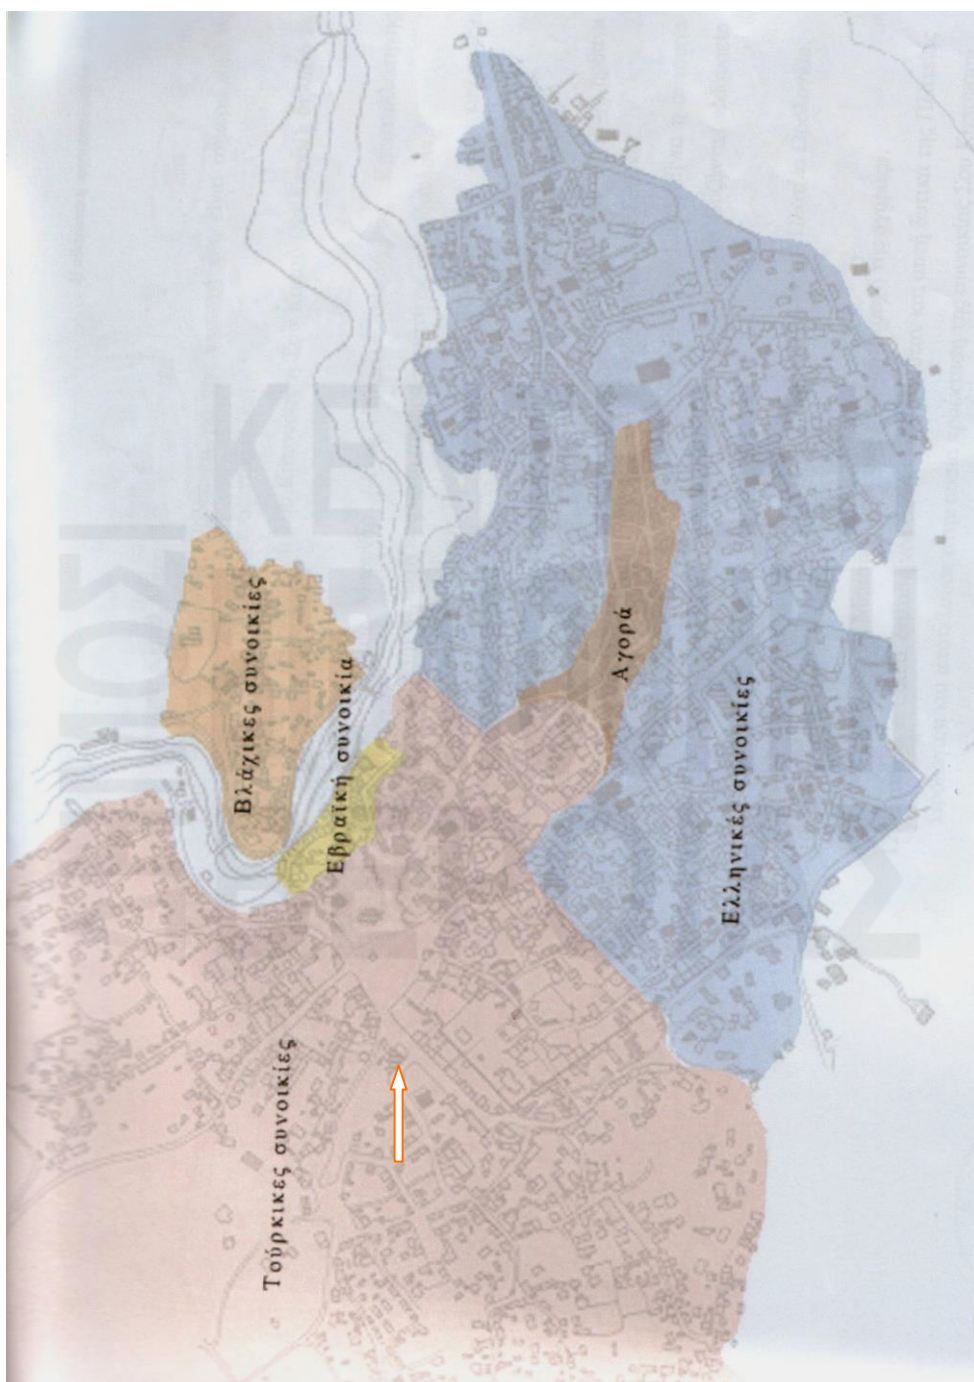 Βλάχικες συνοικίες
Εβραϊκή συνοικία
Αγορά
Ελληνικές συνοικίες
Τούρκικες συνοικίες